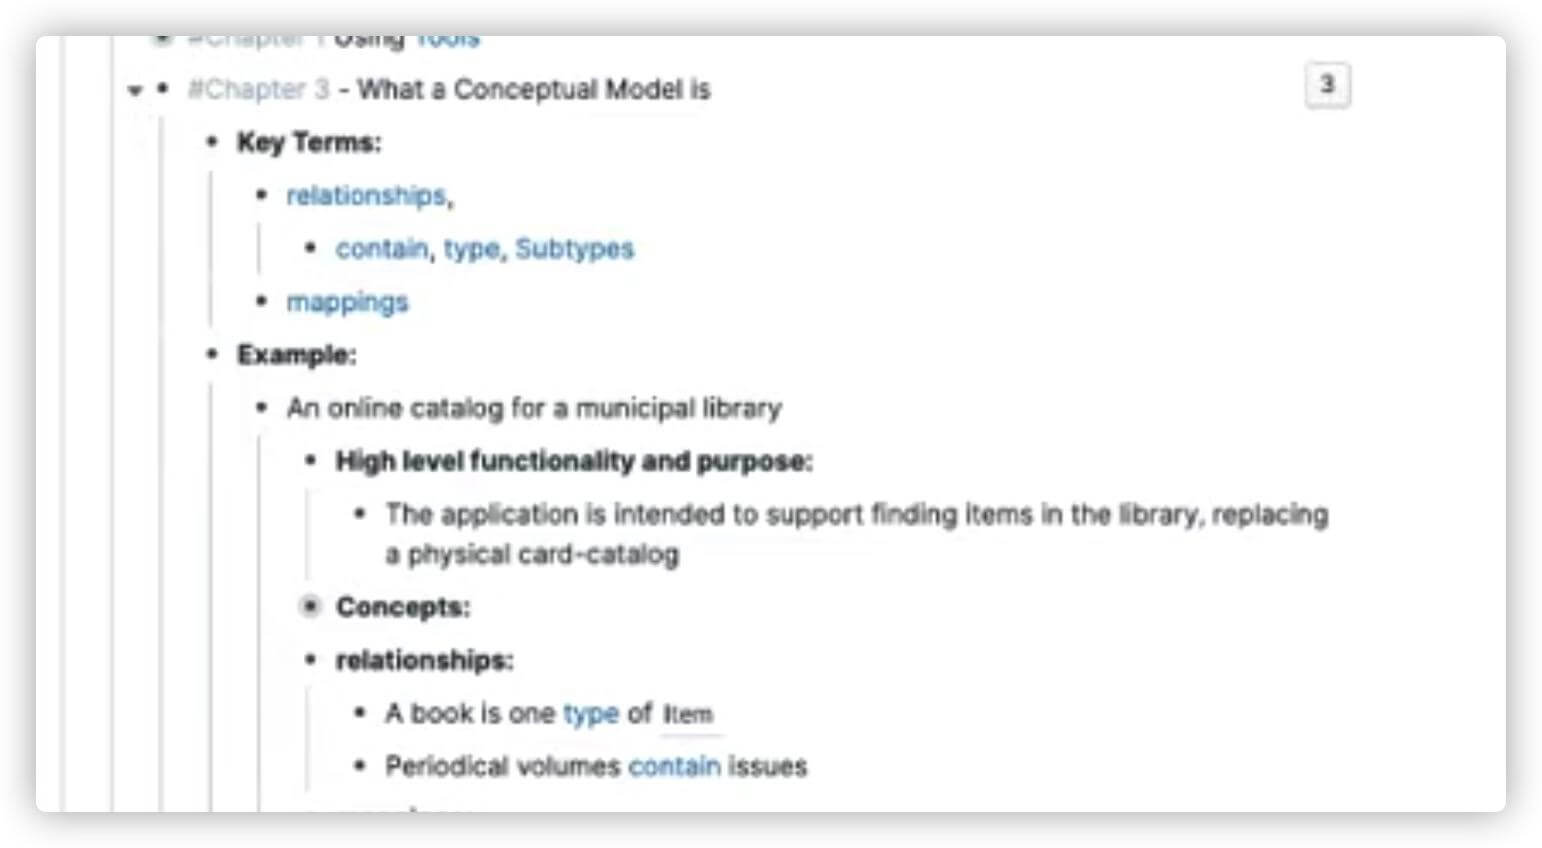 #Chapter 1 Using Tools
#Chapter 3 - What a Conceptual Model is
3
Key Terms:
relationships,
contain, type, Subtypes
mappings
Example:
An online catalog for a municipal library
High level functionality and purpose:
The application is intended to support finding items in the library, replacing
a physical card-catalog
Concepts:
relationships:
A book is one type of Item
Periodical volumes contain issues